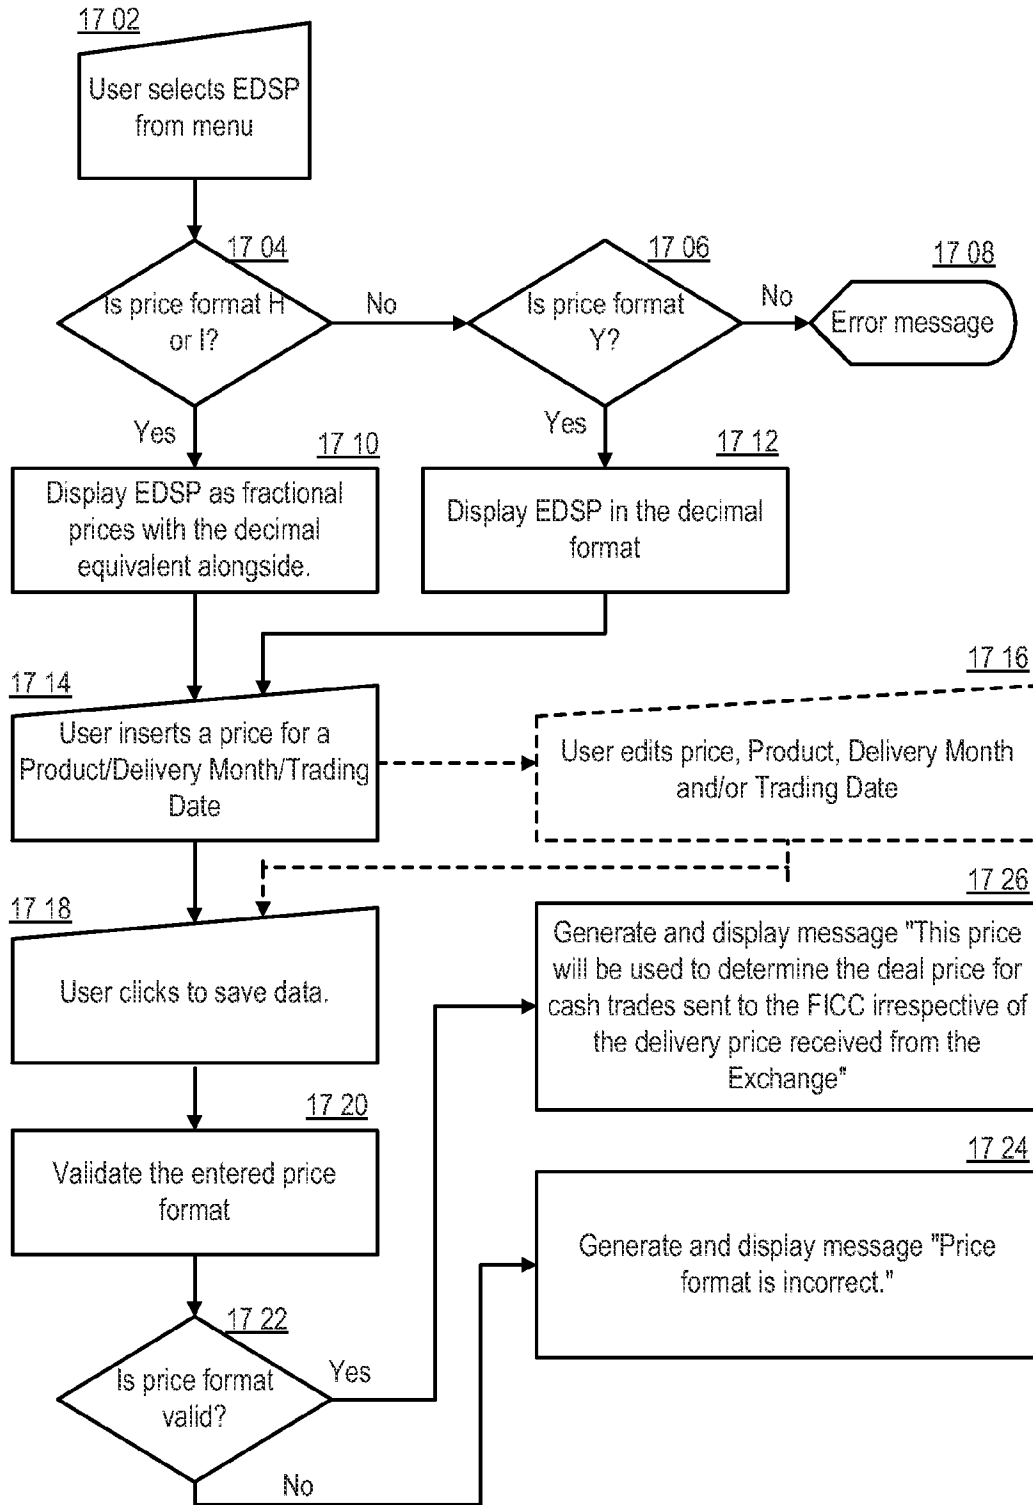 17 02
User selects EDSP
from menu
17 04
Is price format H
or I?
No
17 06
Is price format
Y?
No
17 08
Error message
Yes
17 10
Display EDSP as fractional
prices with the decimal
equivalent alongside.
Yes
17 12
Display EDSP in the decimal
format
17 14
User inserts a price for a
Product/Delivery Month/Trading
Date
17 16
User edits price, Product, Delivery Month
and/or Trading Date
17 18
User clicks to save data.
17 26
Generate and display message "This price
will be used to determine the deal price for
cash trades sent to the FICC irrespective of
the delivery price received from the
Exchange"
17 20
Validate the entered price
format
17 24
Generate and display message "Price
format is incorrect."
17 22
Is price format
valid?
Yes
No